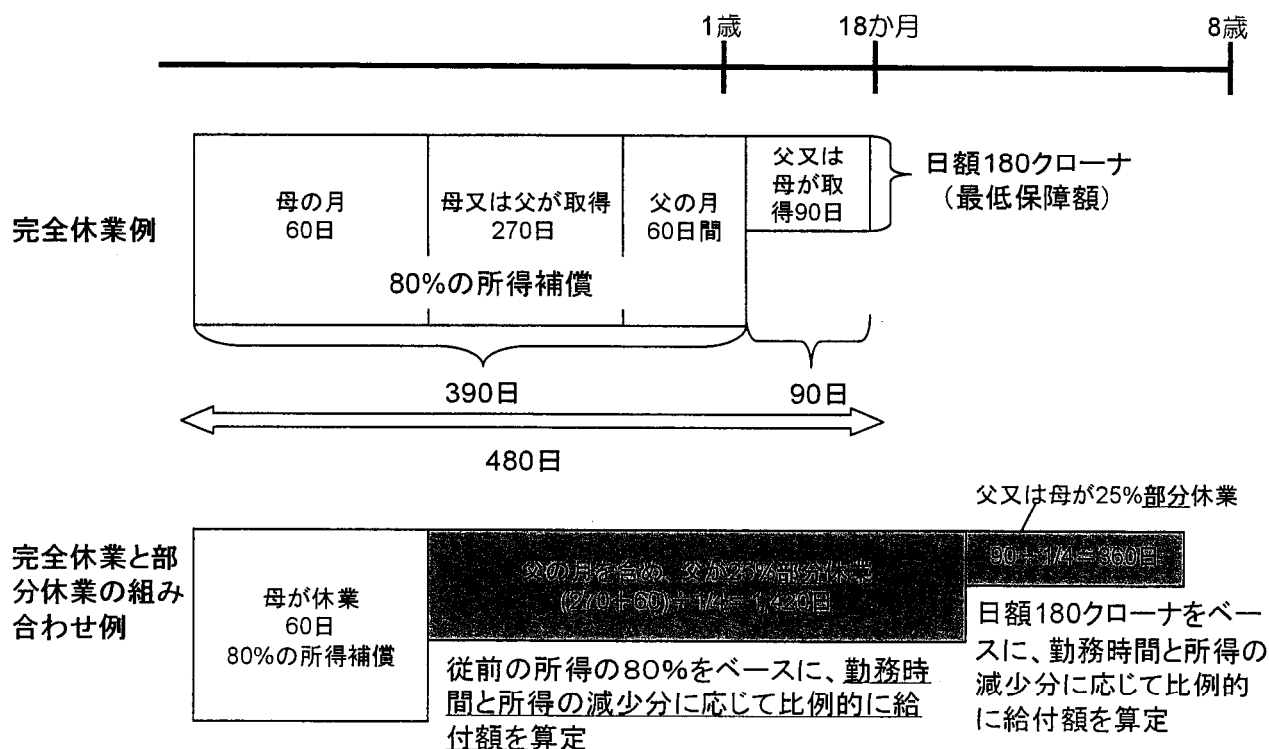 1歳
18か月
8歳
完全休業例
母の月
60日
母又は父が取得
270日
父の月
60日間
80%の所得補償
父又は
母が取
得90日
日額180クローナ
(最低保障額)
390日
90日
480日
完全休業と部
分休業の組み
合わせ例
母が休業
60日
80%の所得補償
父の月を含め、父が25%部分休業
(270+60)÷1/4=1,420日
父又は母が25%部分休業
90÷1/4=360日
従前の所得の80%をベースに、勤務時
間と所得の減少分に応じて比例的に給
付額を算定
日額180クローナをベー
スに、勤務時間と所得の
減少分に応じて比例的
に給付額を算定